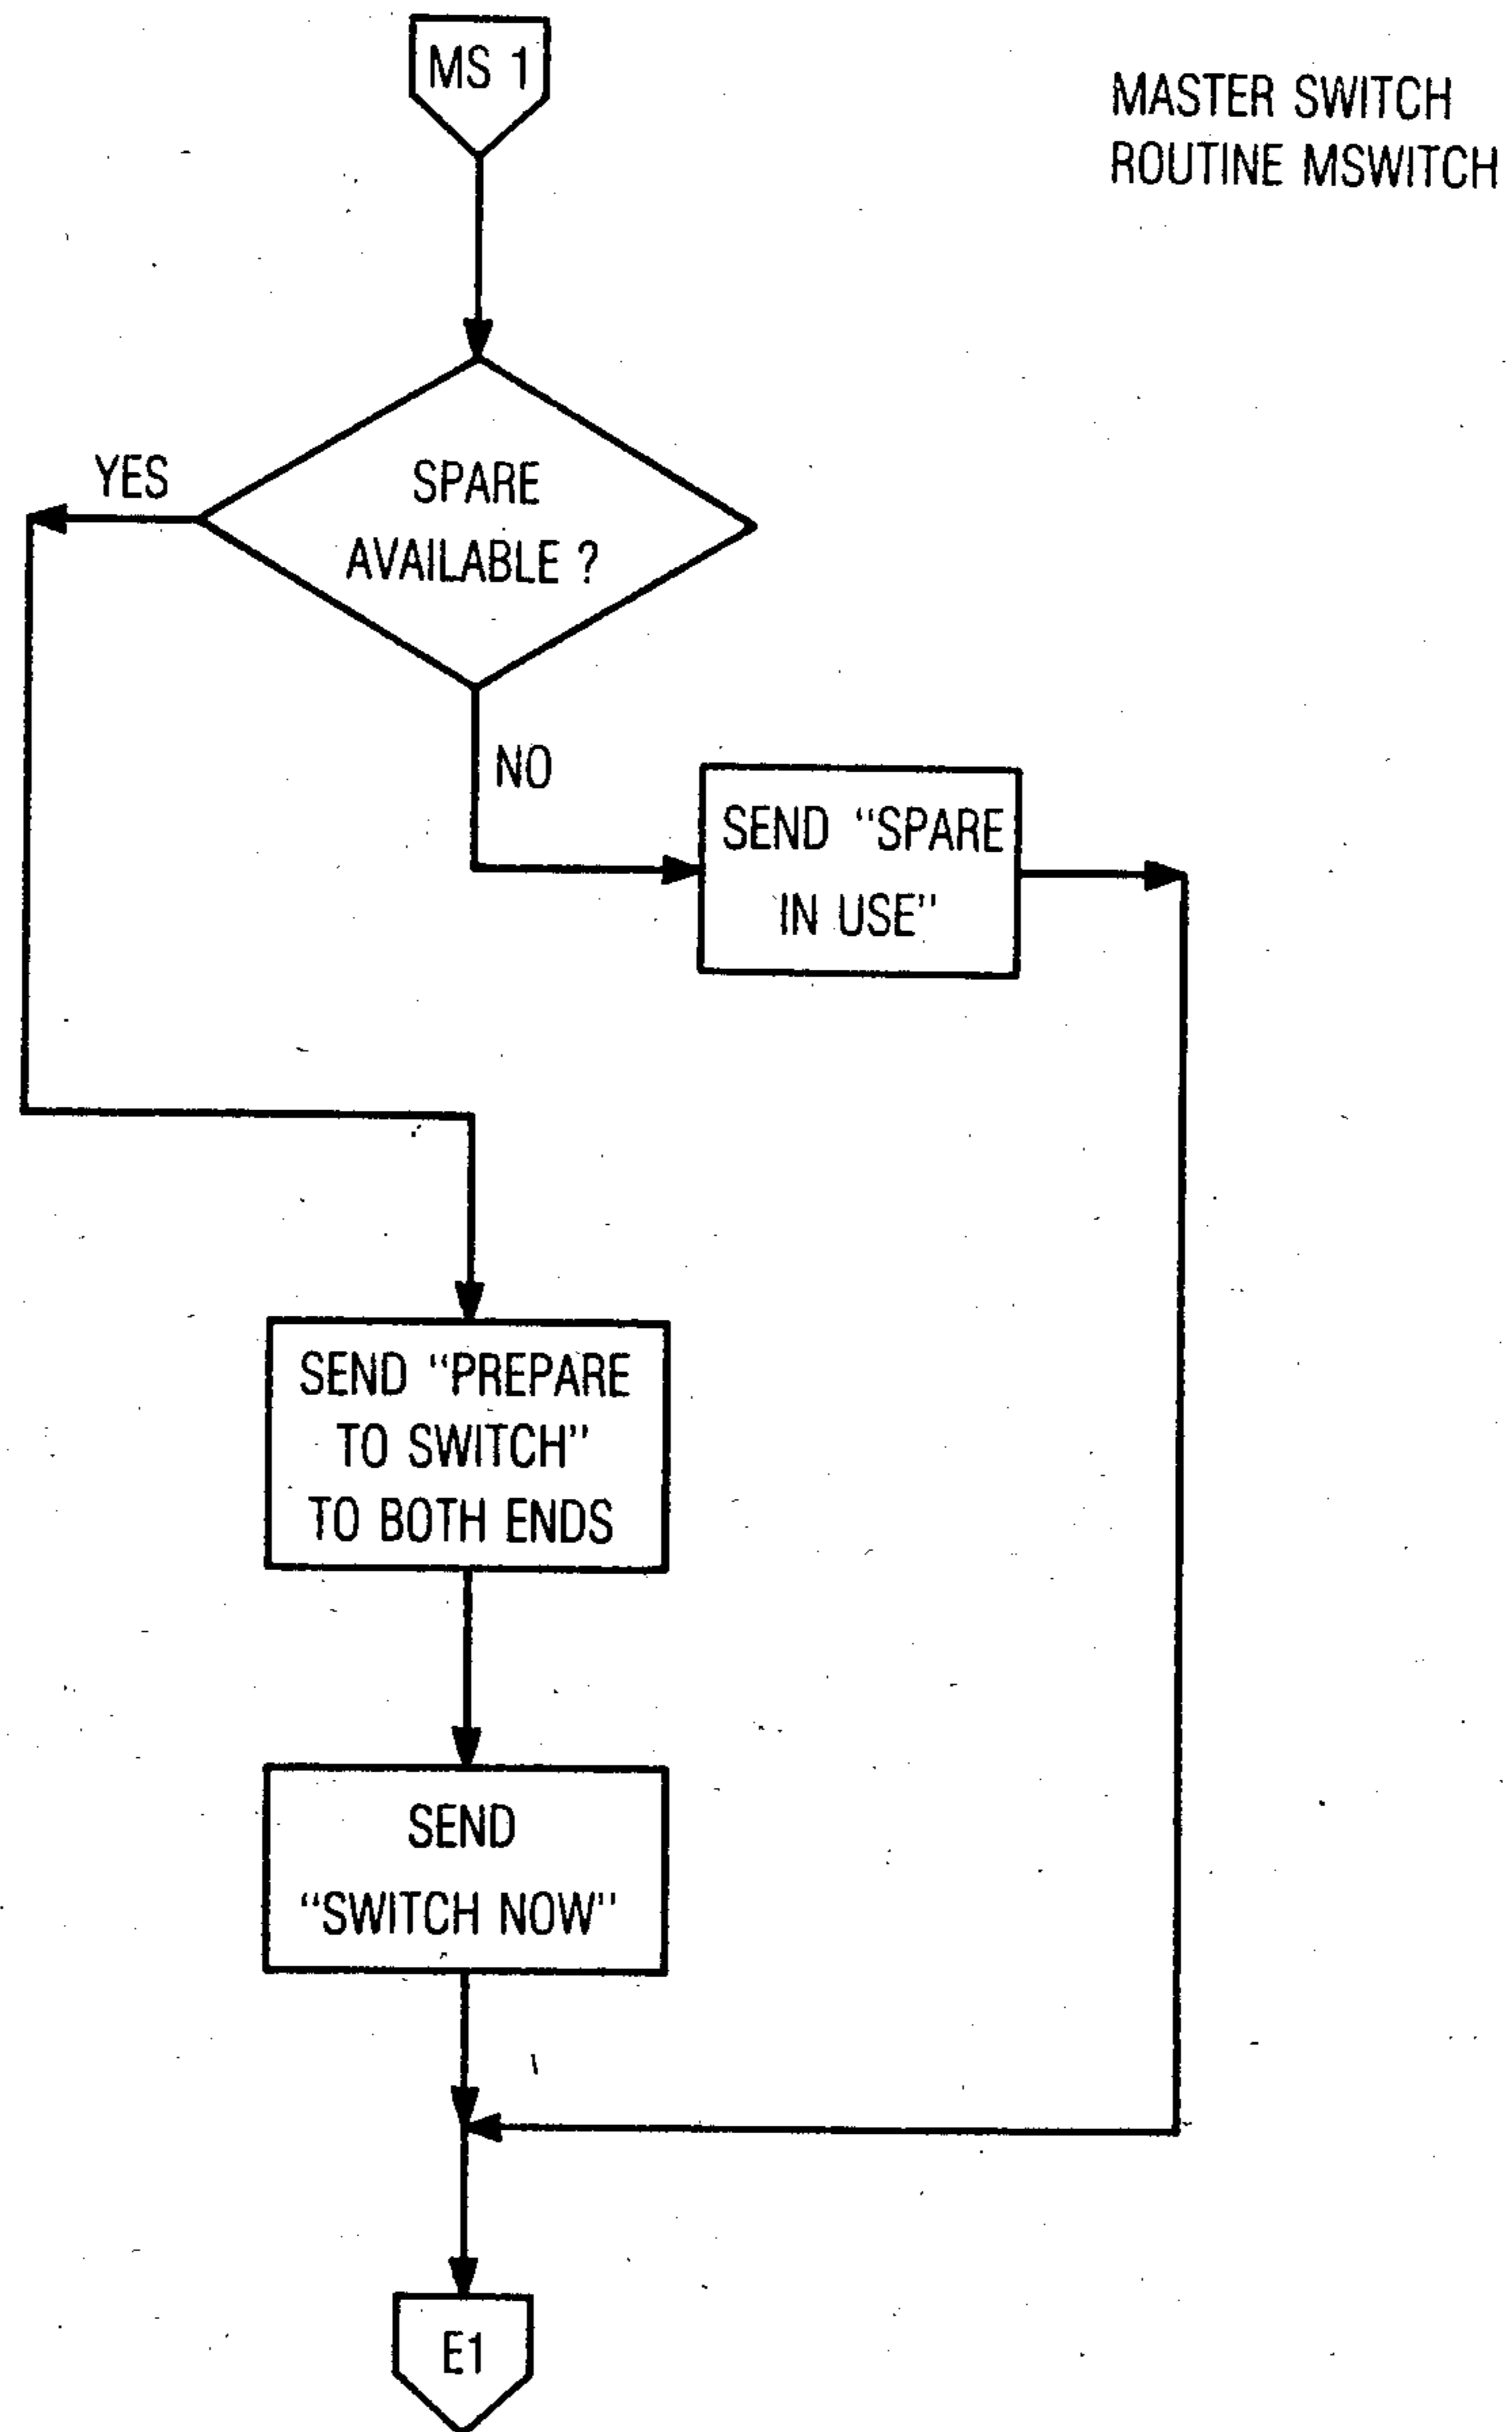 MS 1
MASTER SWITCH
ROUTINE MSWITCH
YES
SPARE
AVAILABLE ?
NO
SEND "SPARE
IN USE"
SEND "PREPARE
TO SWITCH"
TO BOTH ENDS
SEND
"SWITCH NOW"
E1